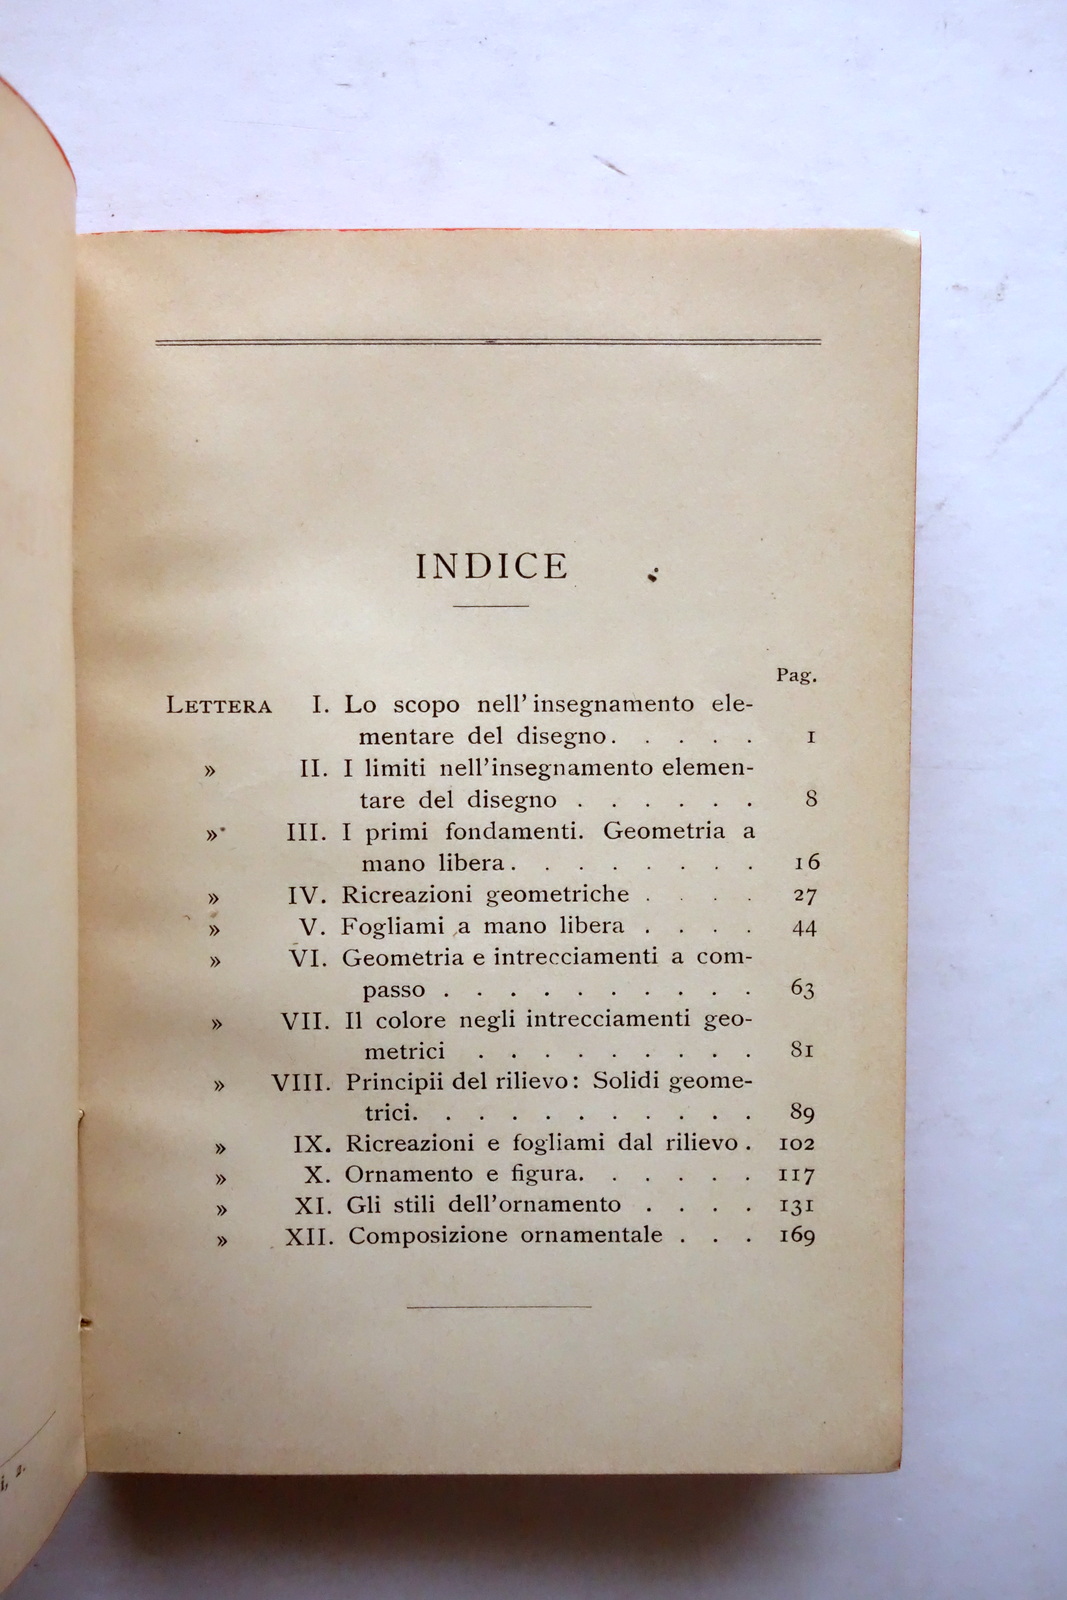 INDICE
Pag.
LETTERA I. Lo scopo nell'insegnamento ele-
mentare del disegno. . . . . 1
» II. I limiti nell'insegnamento elemen-
tare del disegno . . . . . . 8
» III. I primi fondamenti. Geometria a
mano libera. . . . . . . . 16
» IV. Ricreazioni geometriche . . . . 27
» V. Fogliami a mano libera . . . . 44
» VI. Geometria e intrecciamenti a com-
passo . . . . . . . . . . 63
» VII. Il colore negli intrecciamenti geo-
metrici . . . . . . . . . 81
» VIII. Principii del rilievo: Solidi geome-
trici. . . . . . . . . . . 89
» IX. Ricreazioni e fogliami dal rilievo . 102
» X. Ornamento e figura. . . . . . 117
» XI. Gli stili dell'ornamento . . . . 131
» XII. Composizione ornamentale . . . 169